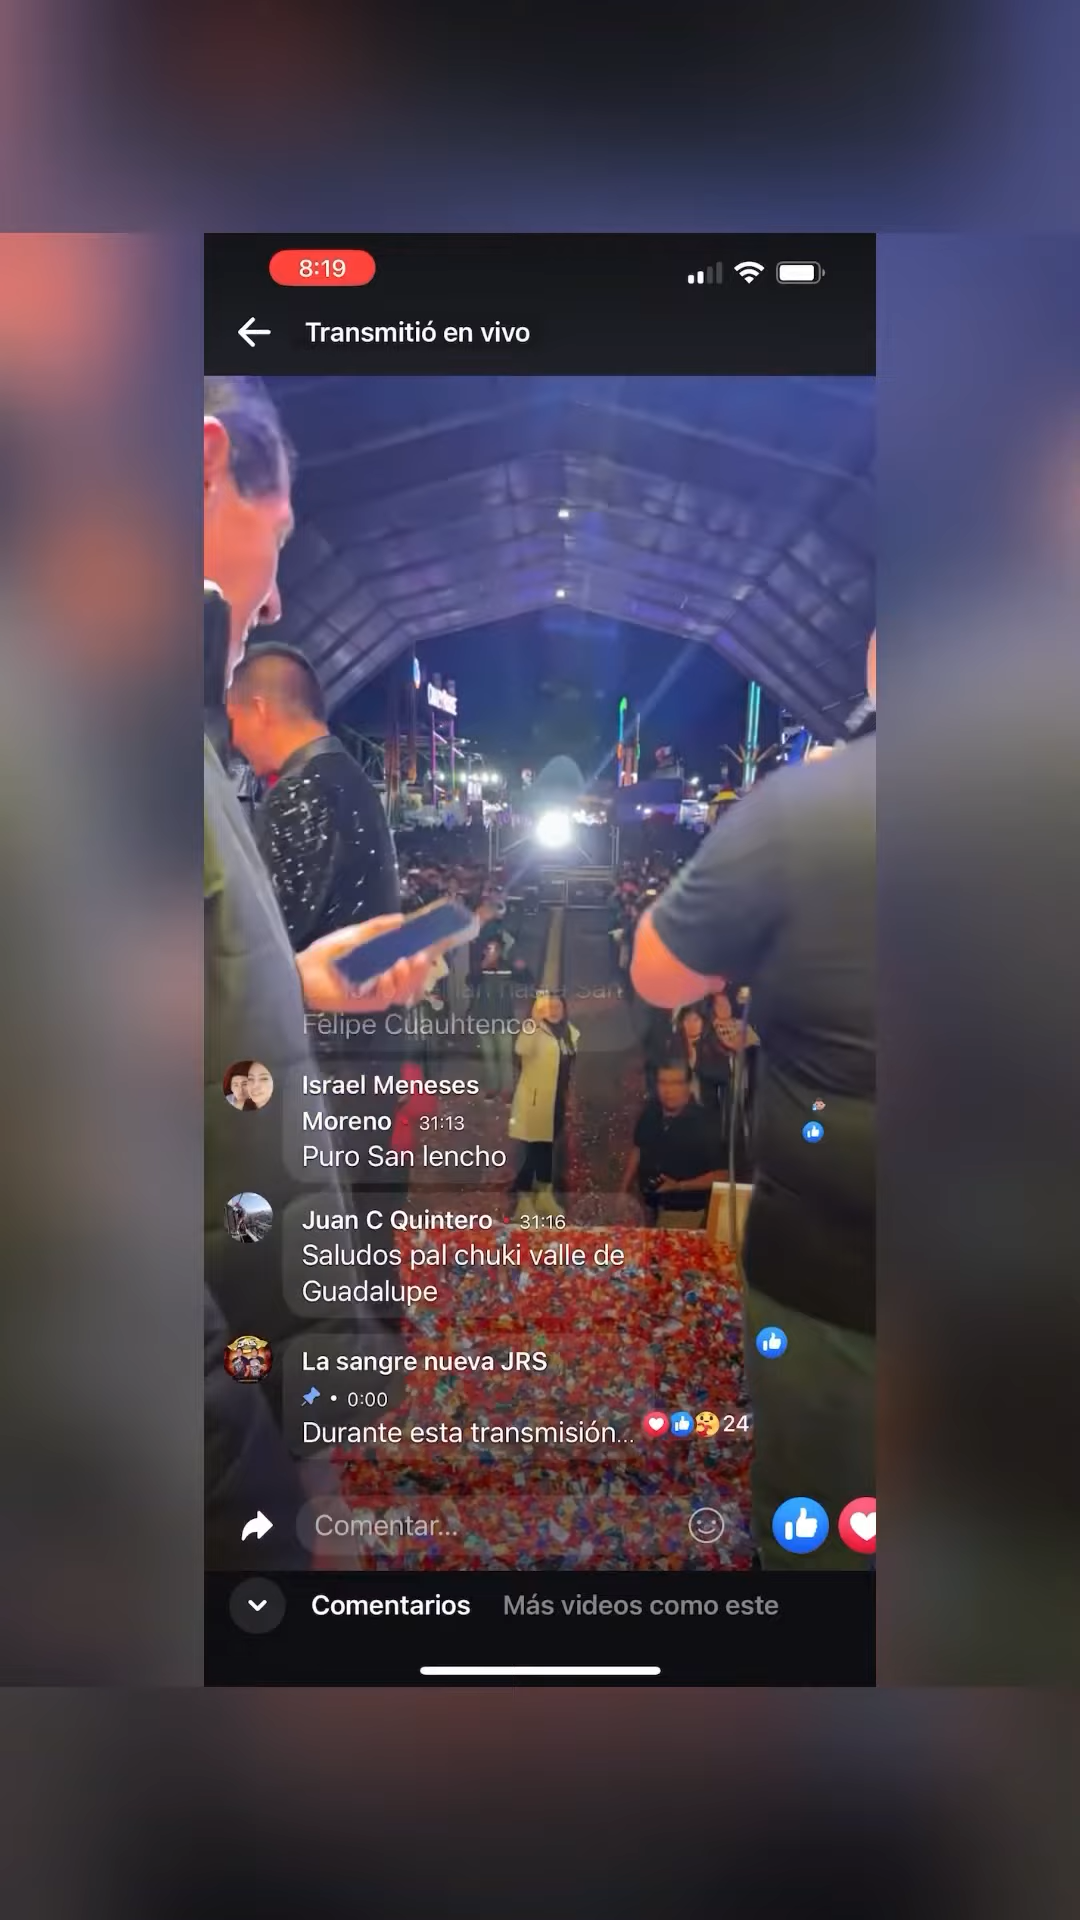 8:19
Transmitió en vivo
San
Felipe Cuauhtenco
Israel Meneses
Moreno 31:13
Puro San lencho
Juan C Quintero 31:16
Saludos pal chuki valle de
Guadalupe
La sangre nueva JRS
• 0:00
Durante esta transmisión... 24
Comentar...
Comentarios Más videos como este